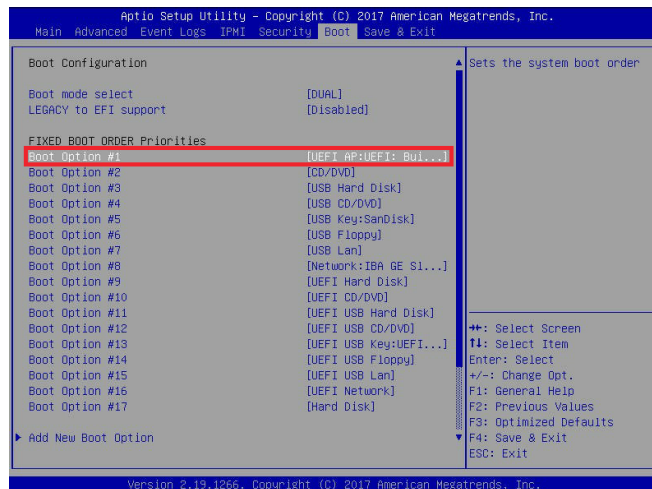 Aptio Setup Utility – Copyright (C) 2017 American Megatrends, Inc.
Main Advanced Event Logs IPMI Security Boot Save & Exit
Boot Configuration
Boot mode select [DUAL]
LEGACY to EFI support [Disabled]
FIXED BOOT ORDER Priorities
Boot Option #1 [UEFI AP:UEFI: Bui...]
Boot Option #2 [CD/DVD]
Boot Option #3 [USB Hard Disk]
Boot Option #4 [USB CD/DVD]
Boot Option #5 [USB Key:SanDisk]
Boot Option #6 [USB Floppy]
Boot Option #7 [USB Lan]
Boot Option #8 [Network:IBA GE Sl...]
Boot Option #9 [UEFI Hard Disk]
Boot Option #10 [UEFI CD/DVD]
Boot Option #11 [UEFI USB Hard Disk]
Boot Option #12 [UEFI USB CD/DVD]
Boot Option #13 [UEFI USB Key:UEFI...]
Boot Option #14 [UEFI USB Floppy]
Boot Option #15 [UEFI USB Lan]
Boot Option #16 [UEFI Network]
Boot Option #17 [Hard Disk]
Add New Boot Option
Sets the system boot order
→←: Select Screen
↑↓: Select Item
Enter: Select
+/-: Change Opt.
F1: General Help
F2: Previous Values
F3: Optimized Defaults
F4: Save & Exit
ESC: Exit
Version 2.19.1266. Copyright (C) 2017 American Megatrends, Inc.